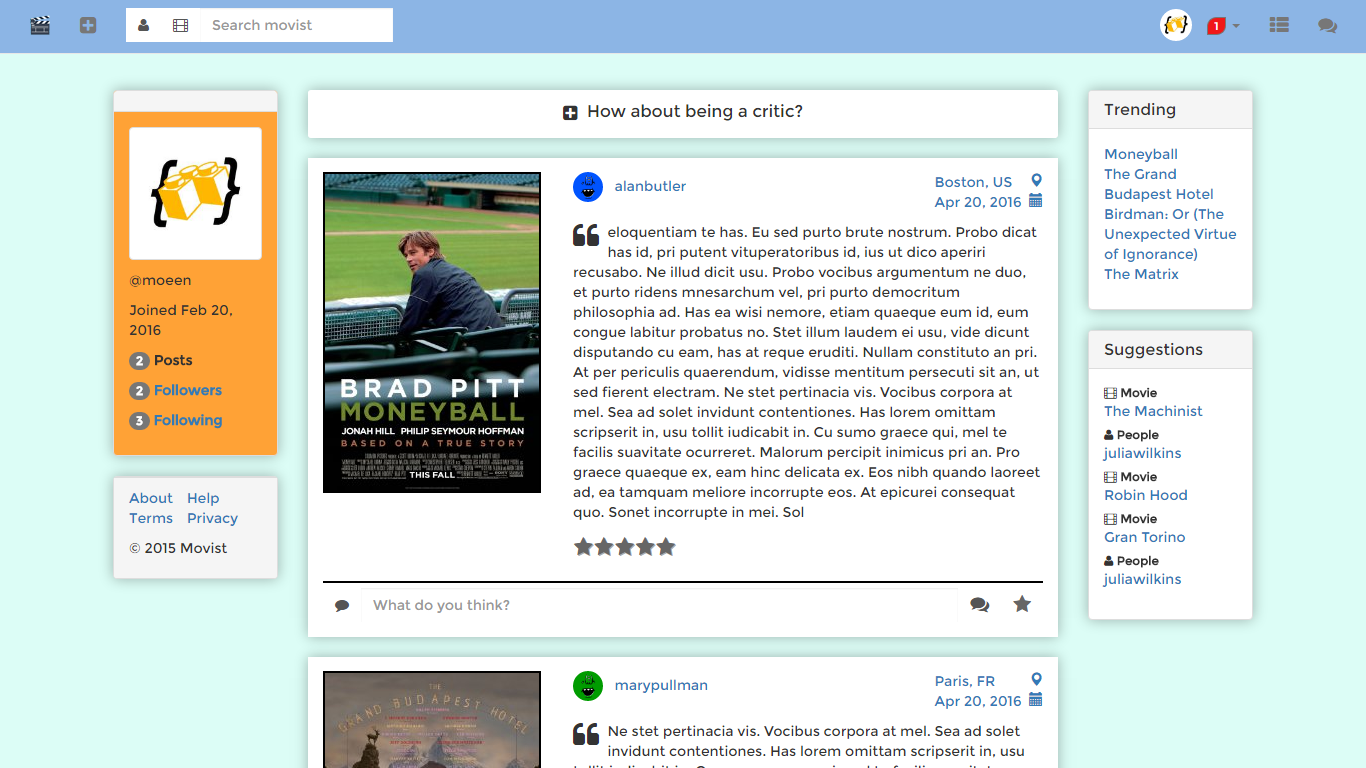 Search movist
1
@moeen
Joined Feb 20,
2016
2 Posts
2 Followers
3 Following
About Help
Terms Privacy
© 2015 Movist
How about being a critic?
BRAD PITT
MONEYBALL
JONAH HILL PHILIP SEYMOUR HOFFMAN
BASED ON A TRUE STORY
THIS FALL
alanbutler
Boston, US
Apr 20, 2016
eloquentiam te has. Eu sed purto brute nostrum. Probo dicat
has id, pri putent vituperatoribus id, ius ut dico aperiri
recusabo. Ne illud dicit usu. Probo vocibus argumentum ne duo,
et purto ridens mnesarchum vel, pri purto democritum
philosophia ad. Has ea wisi nemore, etiam quaeque eum id, eum
congue labitur probatus no. Stet illum laudem ei usu, vide dicunt
disputando cu eam, has at reque eruditi. Nullam constituto an pri.
At per periculis quaerendum, vidisse mentitum persecuti sit an, ut
sed fierent electram. Ne stet pertinacia vis. Vocibus corpora at
mel. Sea ad solet invidunt contentiones. Has lorem omittam
scripserit in, usu tollit iudicabit in. Cu sumo graece qui, mel te
facilis suavitate ocurreret. Malorum percipit inimicus pri an. Pro
graece quaeque ex, eam hinc delicata ex. Eos nibh quando laoreet
ad, ea tamquam meliore incorrupte eos. At epicurei consequat
quo. Sonet incorrupte in mei. Sol
What do you think?
THE
GRAND BUDAPEST HOTEL
marypullman
Paris, FR
Apr 20, 2016
Ne stet pertinacia vis. Vocibus corpora at mel. Sea ad solet
invidunt contentiones. Has lorem omittam scripserit in, usu
Trending
Moneyball
The Grand
Budapest Hotel
Birdman: Or (The
Unexpected Virtue
of Ignorance)
The Matrix
Suggestions
Movie
The Machinist
People
juliawilkins
Movie
Robin Hood
Movie
Gran Torino
People
juliawilkins